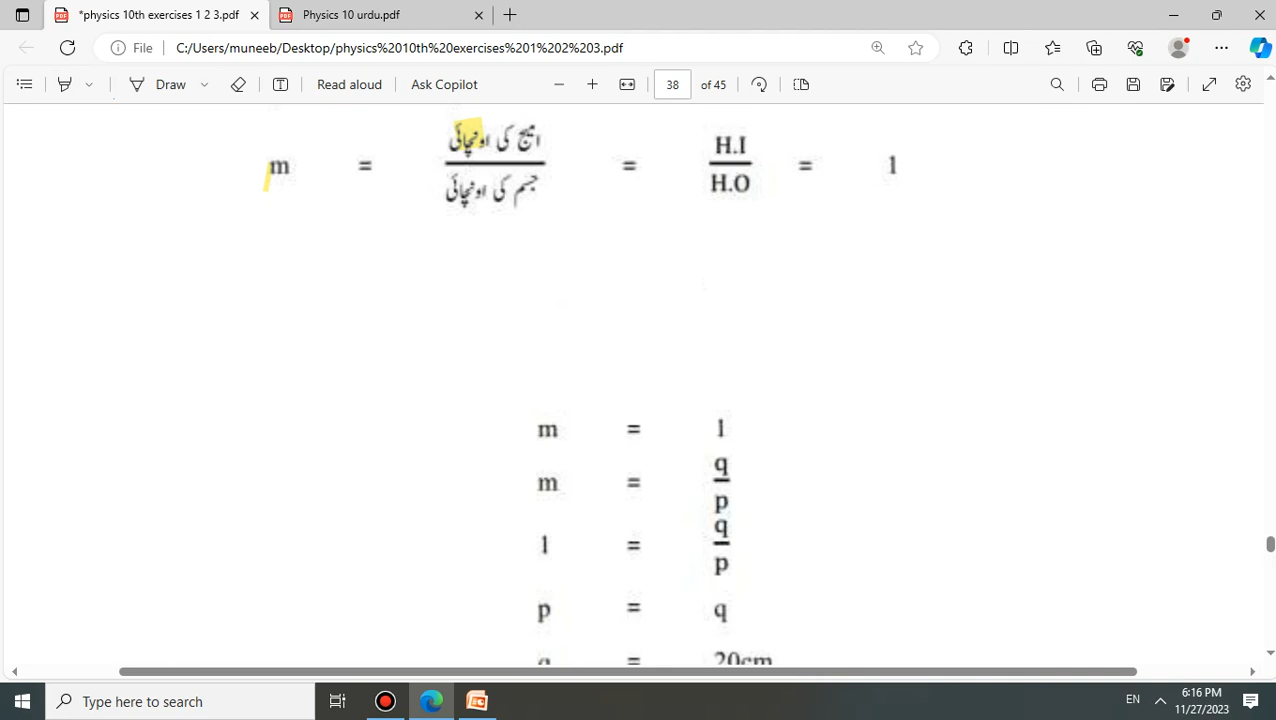 *physics 10th exercises 1 2 3.pdf
Physics 10 urdu.pdf
File
C:/Users/muneeb/Desktop/physics%2010th%20exercises%201%202%203.pdf
Draw
Read aloud
Ask Copilot
38 of 45
m = امیج کی اونچائی / جسم کی اونچائی = H.I / H.O = 1
m = 1
m = q / p
1 = q / p
p = q
q = 20cm
Type here to search
EN
6:16 PM
11/27/2023